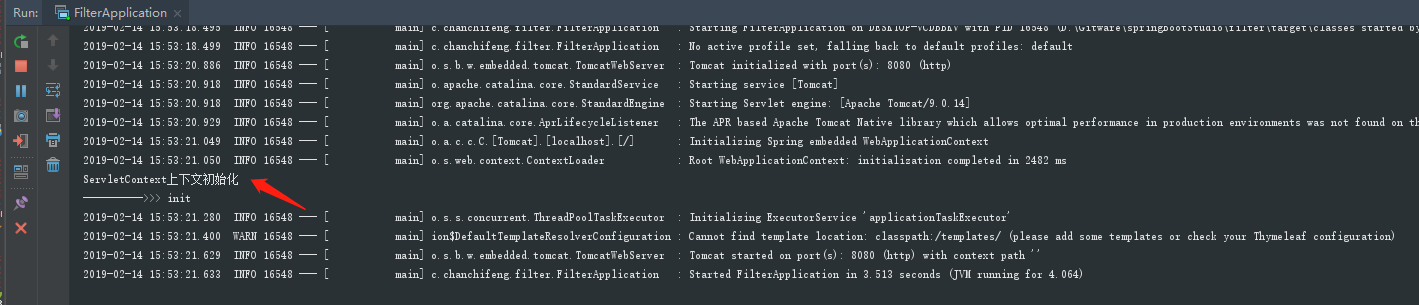 Run: FilterApplication ×
2019-02-14 15:53:18.495 INFO 16548 --- [ main] c.chanchifeng.filter.FilterApplication : Starting FilterApplication on with PID 16548 (D:\Gitware\springbootStudio\filter\target\classes started by
2019-02-14 15:53:18.499 INFO 16548 --- [ main] c.chanchifeng.filter.FilterApplication : No active profile set, falling back to default profiles: default
2019-02-14 15:53:20.886 INFO 16548 --- [ main] o.s.b.w.embedded.tomcat.TomcatWebServer : Tomcat initialized with port(s): 8080 (http)
2019-02-14 15:53:20.918 INFO 16548 --- [ main] o.apache.catalina.core.StandardService : Starting service [Tomcat]
2019-02-14 15:53:20.918 INFO 16548 --- [ main] org.apache.catalina.core.StandardEngine : Starting Servlet engine: [Apache Tomcat/9.0.14]
2019-02-14 15:53:20.929 INFO 16548 --- [ main] o.a.catalina.core.AprLifecycleListener : The APR based Apache Tomcat Native library which allows optimal performance in production environments was not found on th
2019-02-14 15:53:21.049 INFO 16548 --- [ main] o.a.c.c.C.[Tomcat].[localhost].[/] : Initializing Spring embedded WebApplicationContext
2019-02-14 15:53:21.050 INFO 16548 --- [ main] o.s.web.context.ContextLoader : Root WebApplicationContext: initialization completed in 2482 ms
ServletContext上下文初始化
---------->>> init
2019-02-14 15:53:21.280 INFO 16548 --- [ main] o.s.s.concurrent.ThreadPoolTaskExecutor : Initializing ExecutorService 'applicationTaskExecutor'
2019-02-14 15:53:21.400 WARN 16548 --- [ main] ion$DefaultTemplateResolverConfiguration : Cannot find template location: classpath:/templates/ (please add some templates or check your Thymeleaf configuration)
2019-02-14 15:53:21.629 INFO 16548 --- [ main] o.s.b.w.embedded.tomcat.TomcatWebServer : Tomcat started on port(s): 8080 (http) with context path ''
2019-02-14 15:53:21.633 INFO 16548 --- [ main] c.chanchifeng.filter.FilterApplication : Started FilterApplication in 3.513 seconds (JVM running for 4.064)